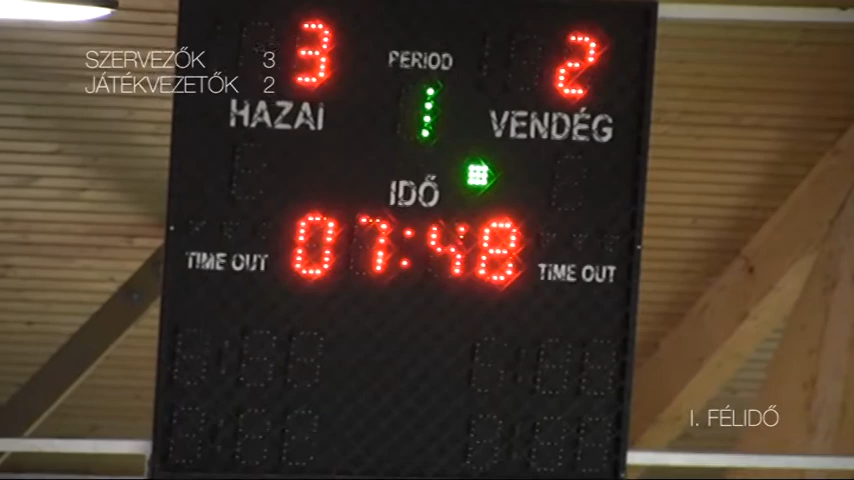 SZERVEZŐK 3
JÁTÉKVEZETŐK 2
3 PERIOD 2
HAZAI 1 VENDÉG
IDŐ
TIME OUT 07:48 TIME OUT
I. FÉLIDŐ